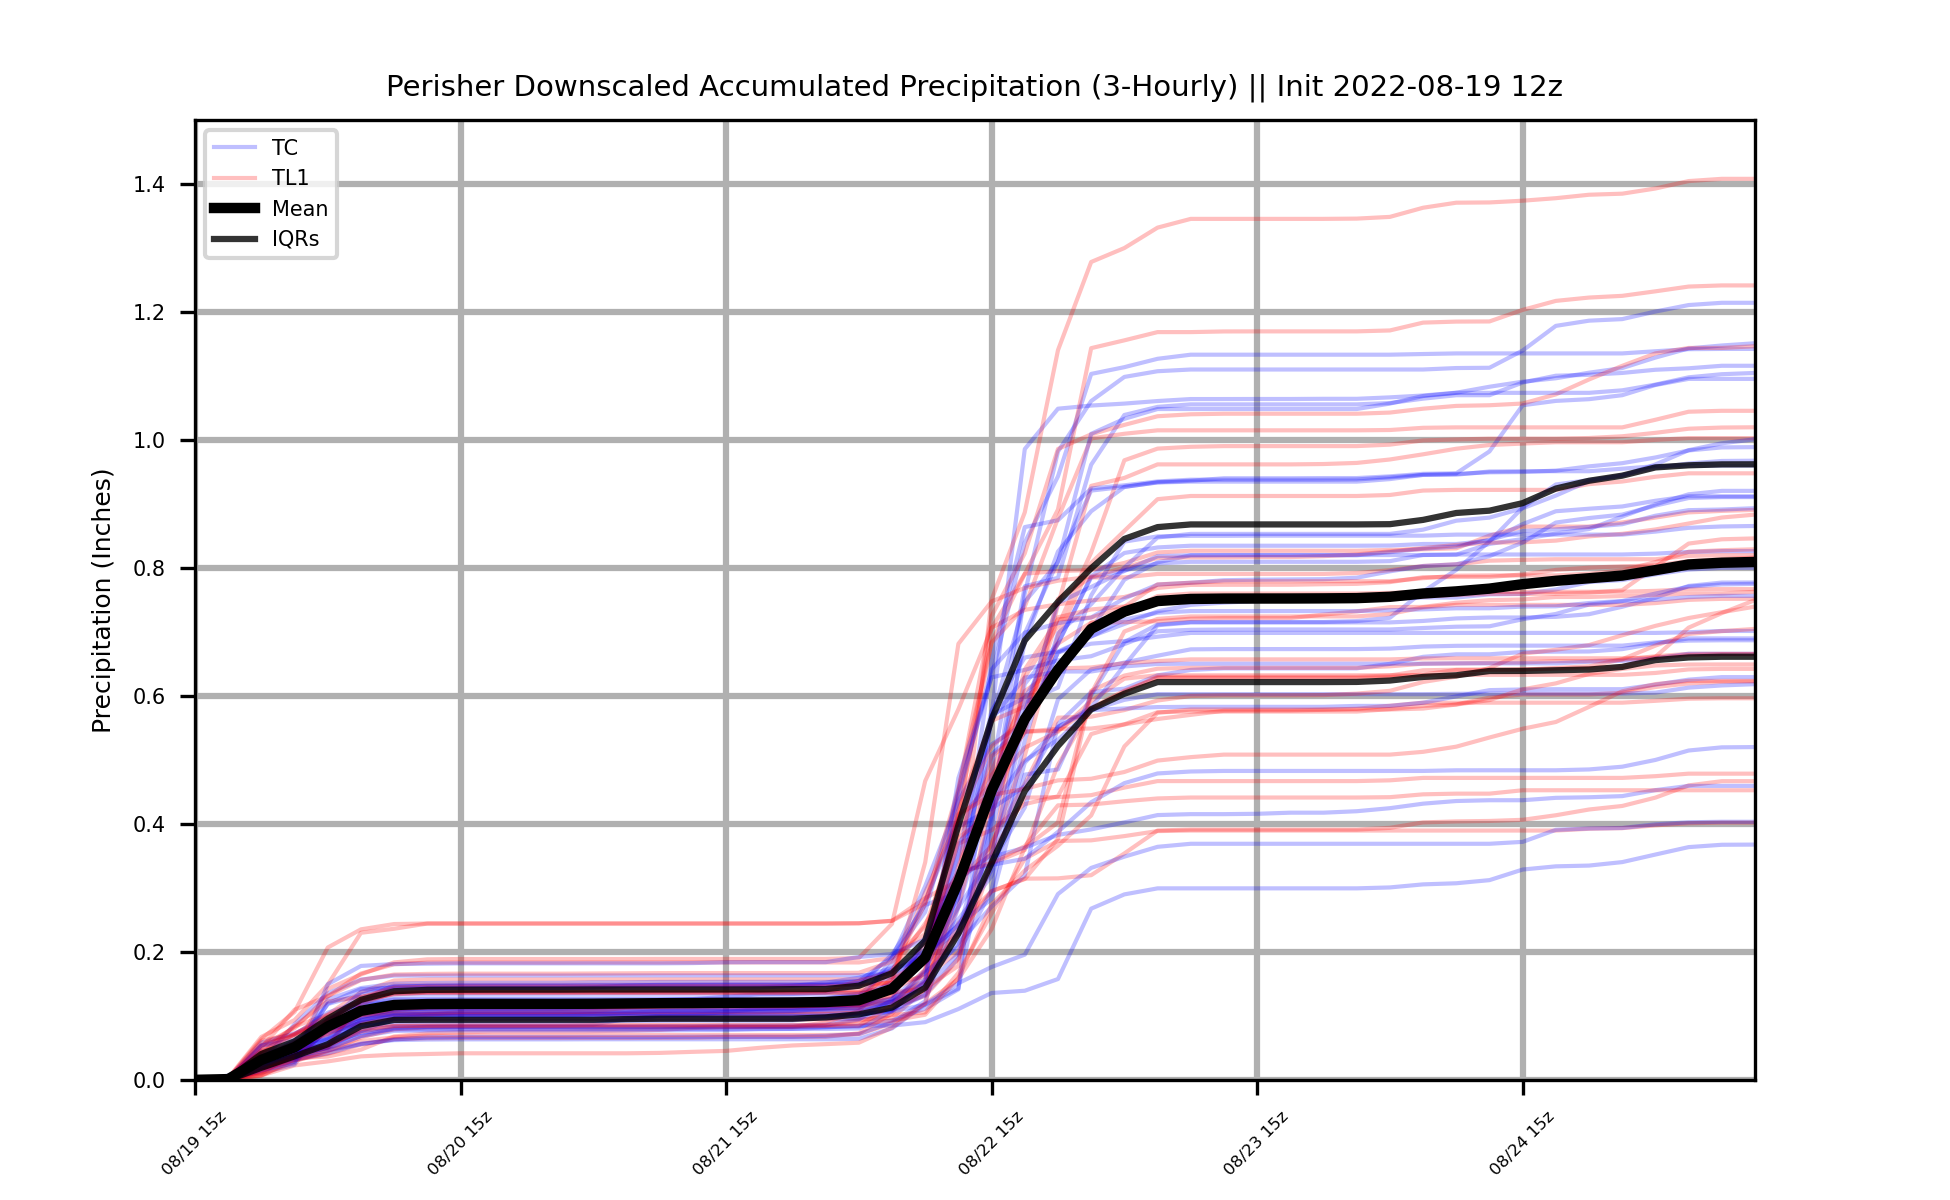 Perisher Downscaled Accumulated Precipitation (3-Hourly) || Init 2022-08-19 12z
TC
TL1
Mean
IQRs
Precipitation (Inches)
1.4
1.2
1.0
0.8
0.6
0.4
0.2
0.0
08/19 15z
08/20 15z
08/21 15z
08/22 15z
08/23 15z
08/24 15z